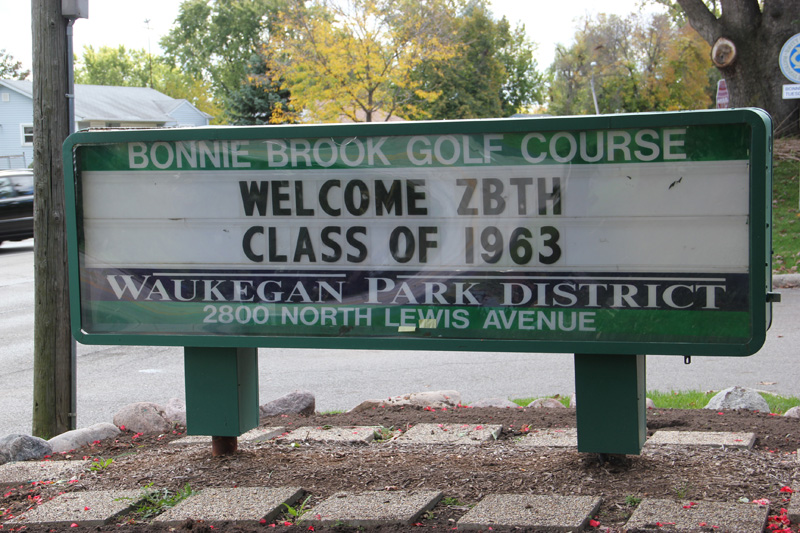 BONNIE BROOK GOLF COURSE
WELCOME ZBTH
CLASS OF 1963
WAUKEGAN PARK DISTRICT
2800 NORTH LEWIS AVENUE